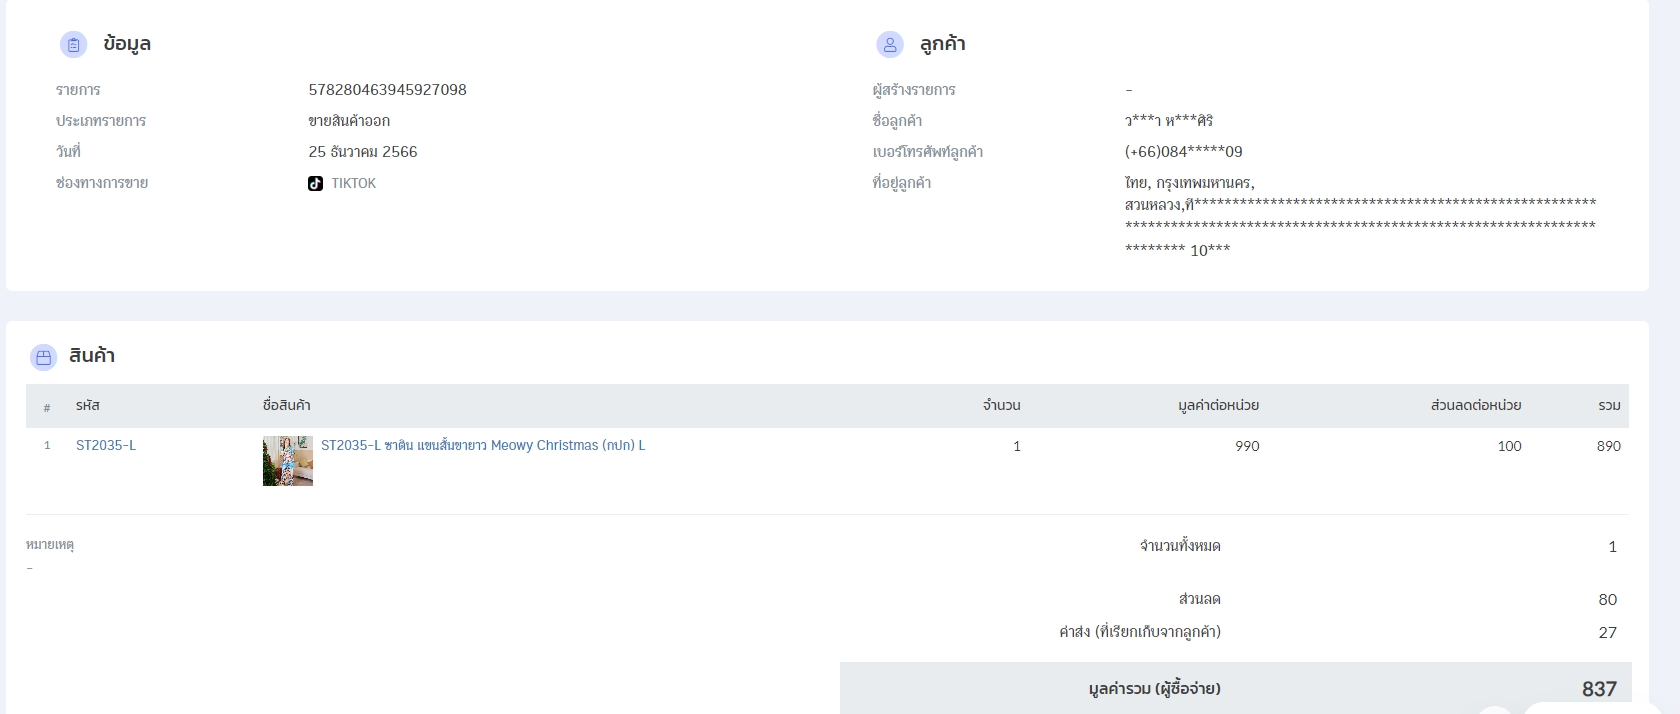 ข้อมูล
รายการ 578280463945927098
ประเภทรายการ ขายสินค้าออก
วันที่ 25 ธันวาคม 2566
ช่องทางการขาย TIKTOK
ลูกค้า
ผู้สร้างรายการ -
ชื่อลูกค้า ว***า ห***ศิริ
เบอร์โทรศัพท์ลูกค้า (+66)084*****09
ที่อยู่ลูกค้า ไทย, กรุงเทพมหานคร,
สวนหลวง,ที่*****************************************************
**************************************************************
******** 10***
สินค้า
# รหัส ชื่อสินค้า จำนวน มูลค่าต่อหน่วย ส่วนลดต่อหน่วย รวม
1 ST2035-L ST2035-L ซาติน แขนสั้นขายาว Meowy Christmas (กปก) L 1 990 100 890
หมายเหตุ
-
จำนวนทั้งหมด 1
ส่วนลด 80
ค่าส่ง (ที่เรียกเก็บจากลูกค้า) 27
มูลค่ารวม (ผู้ซื้อจ่าย) 837